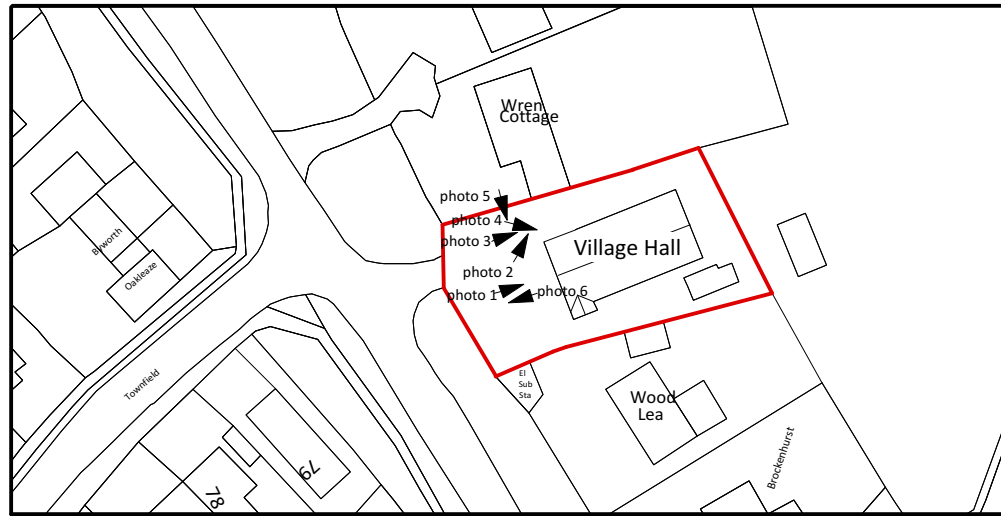 Wren
Cottage
photo 5
photo 4
photo 3
Village Hall
photo 2
photo 1
photo 6
Byworth
Oakleaze
El
Sub
Sta
Townfield
Wood
Lea
Brockenhurst
79
78